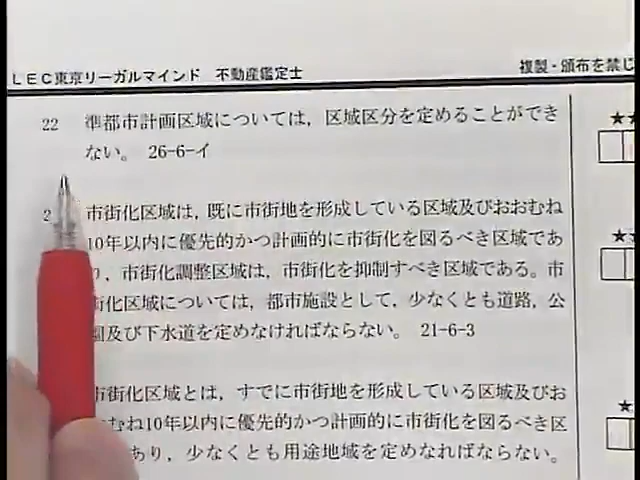 LEC東京リーガルマインド 不動産鑑定士
複製・頒布を禁じ
22 準都市計画区域については，区域区分を定めることができ
ない。 26-6-イ
2 市街化区域は，既に市街地を形成している区域及びおおむね
10年以内に優先的かつ計画的に市街化を図るべき区域であ
，市街化調整区域は，市街化を抑制すべき区域である。市
街化区域については，都市施設として，少なくとも道路，公
園及び下水道を定めなければならない。 21-6-3
市街化区域とは，すでに市街地を形成している区域及びお
むね10年以内に優先的かつ計画的に市街化を図るべき区
あり，少なくとも用途地域を定めなければならない。